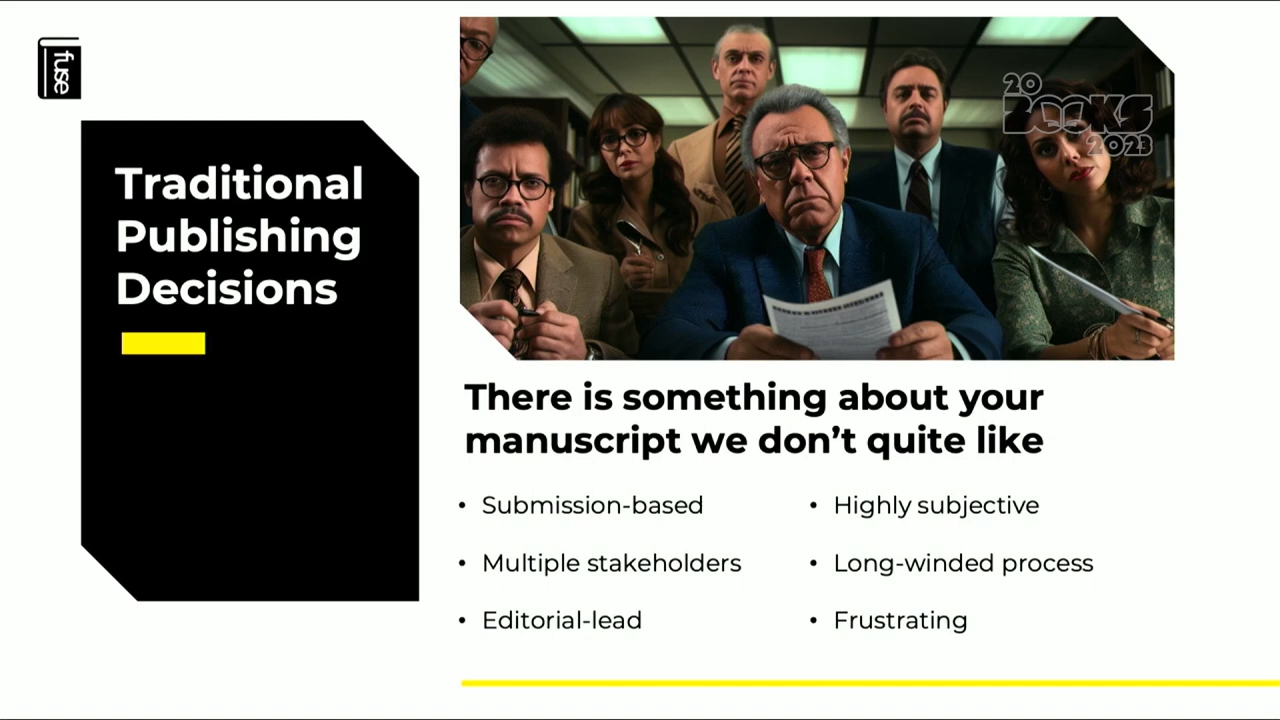 fuse
20
BOOKS
2023
Traditional
Publishing
Decisions
There is something about your
manuscript we don’t quite like
• Submission-based
• Multiple stakeholders
• Editorial-lead
• Highly subjective
• Long-winded process
• Frustrating